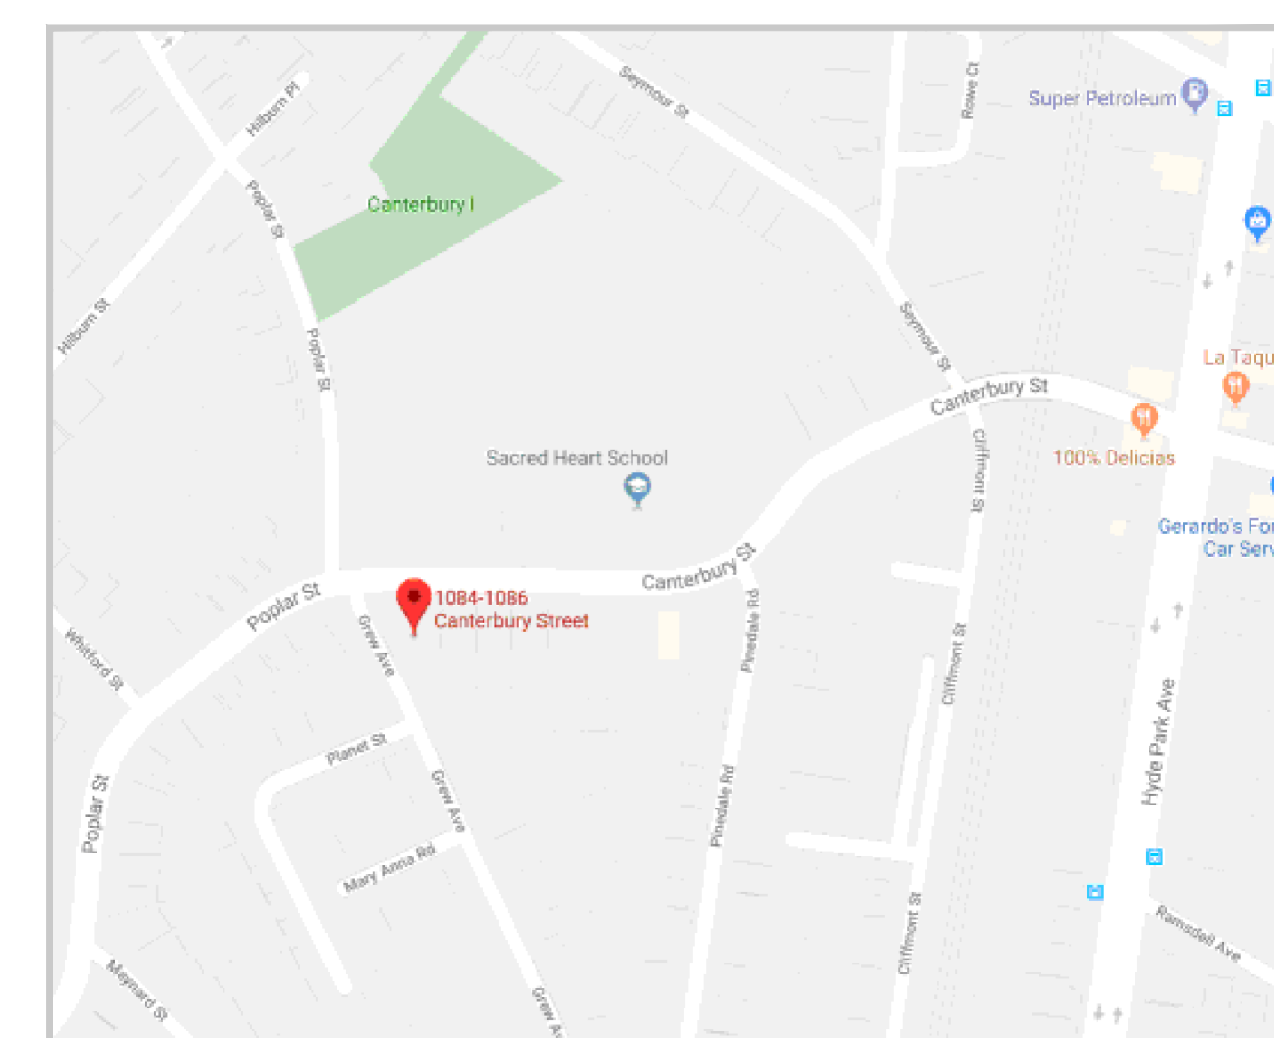 Seymour St
Rowe Ct
Super Petroleum
Hilburn Pl
Poplar St
Canterbury I
Hilburn St
Poplar St
Seymour St
La Taqu
Canterbury St
Sacred Heart School
Cliffmont St
100% Delicias
Gerardo's For
Car Serv
Canterbury St
Poplar St
1084-1086
Canterbury Street
Pinedale Rd
Grew Ave
Whitford St
Cliffmont St
Hyde Park Ave
Planet St
Grew Ave
Pinedale Rd
Poplar St
Mary Anna Rd
Cliffmont St
Ramsdell Ave
Meynard St
Grew A